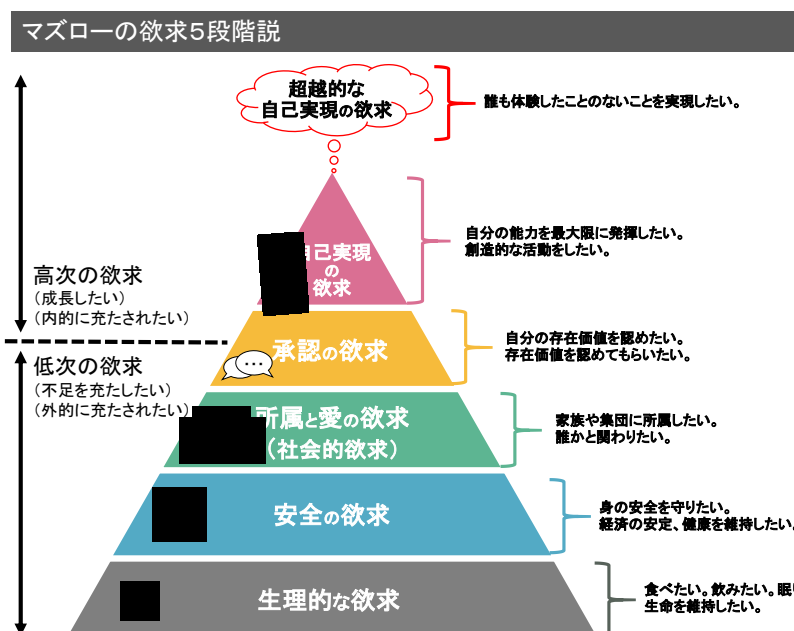 マズローの欲求５段階説
超越的な
自己実現の欲求
誰も体験したことのないことを実現したい。
自己実現
の
欲求
自分の能力を最大限に発揮したい。
創造的な活動をしたい。
高次の欲求
（成長したい）
（内的に充たされたい）
承認の欲求
自分の存在価値を認めたい。
存在価値を認めてもらいたい。
低次の欲求
（不足を充たしたい）
（外的に充たされたい）
所属と愛の欲求
（社会的欲求）
家族や集団に所属したい。
誰かと関わりたい。
安全の欲求
身の安全を守りたい。
経済の安定、健康を維持したい。
生理的な欲求
食べたい。飲みたい。眠り
生命を維持したい。